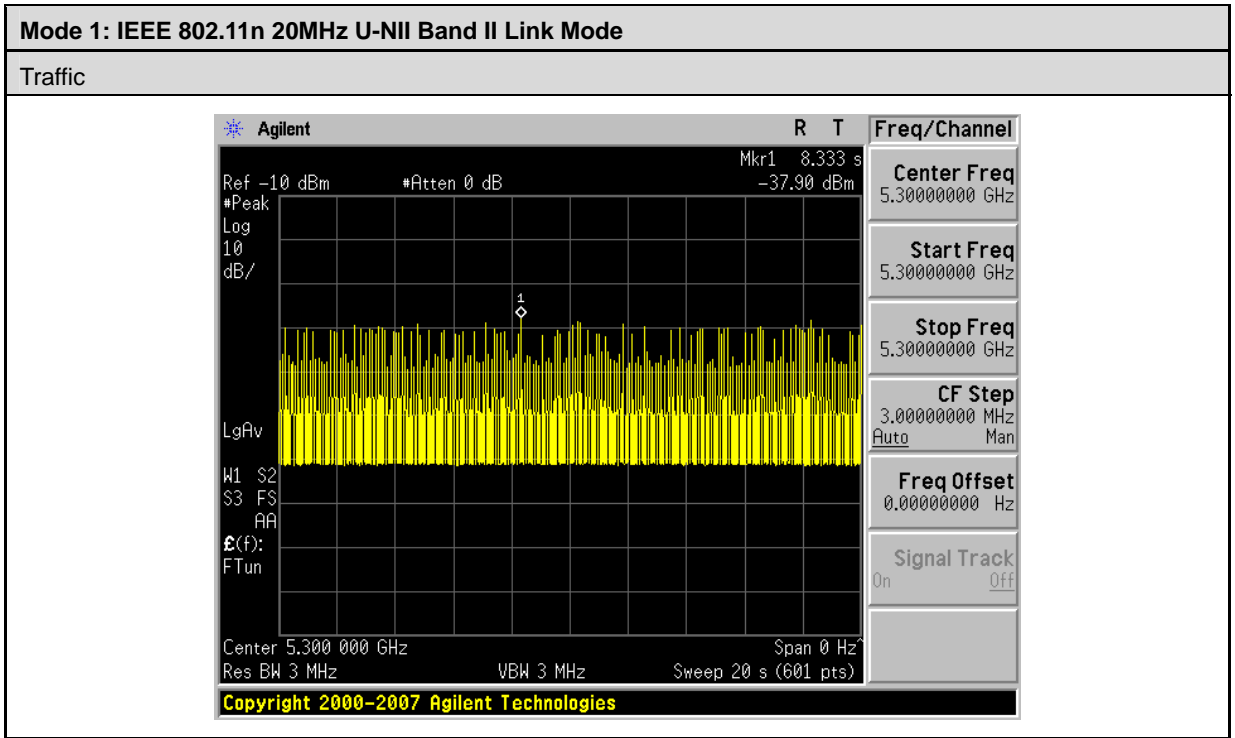 Mode 1: IEEE 802.11n 20MHz U-NII Band II Link Mode
Traffic
Agilent R T Freq/Channel
Mkr1 8.333 s
Ref -10 dBm #Atten 0 dB -37.90 dBm
#Peak
Log
10
dB/
1
LgAv
W1 S2
S3 FS
AA
£(f):
FTun
Center 5.300 000 GHz Span 0 Hz^
Res BW 3 MHz VBW 3 MHz Sweep 20 s (601 pts)
Copyright 2000-2007 Agilent Technologies
Center Freq
5.30000000 GHz
Start Freq
5.30000000 GHz
Stop Freq
5.30000000 GHz
CF Step
3.00000000 MHz
Auto Man
Freq Offset
0.00000000 Hz
Signal Track
On Off